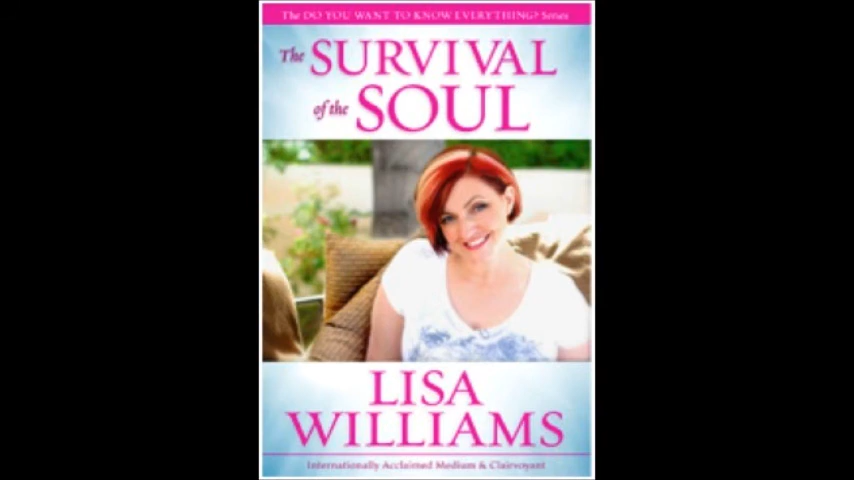 The DO YOU WANT TO KNOW EVERYTHING? Series
The SURVIVAL
of the SOUL
LISA
WILLIAMS
Internationally Acclaimed Medium & Clairvoyant